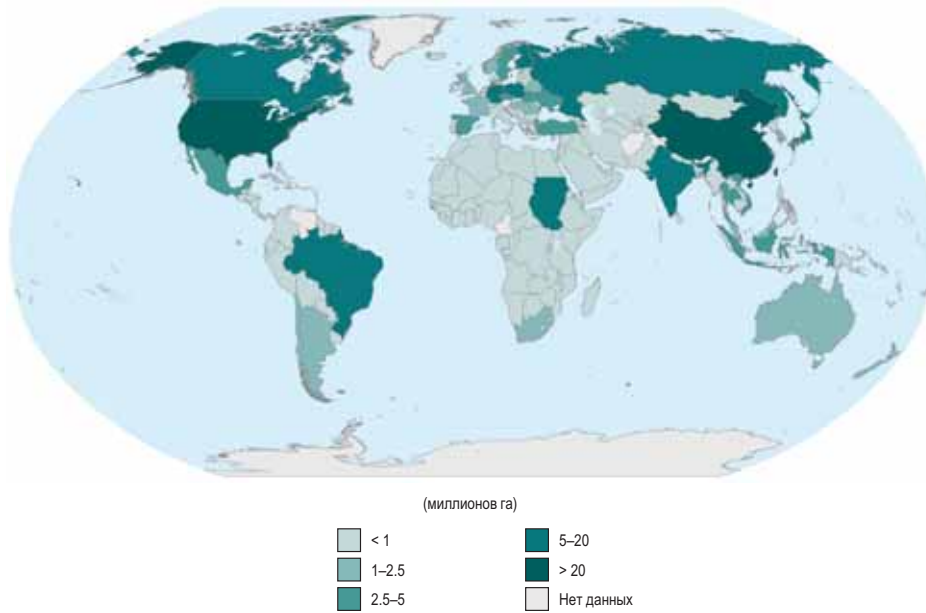 (миллионов га)
< 1
1–2.5
2.5–5
5–20
> 20
Нет данных